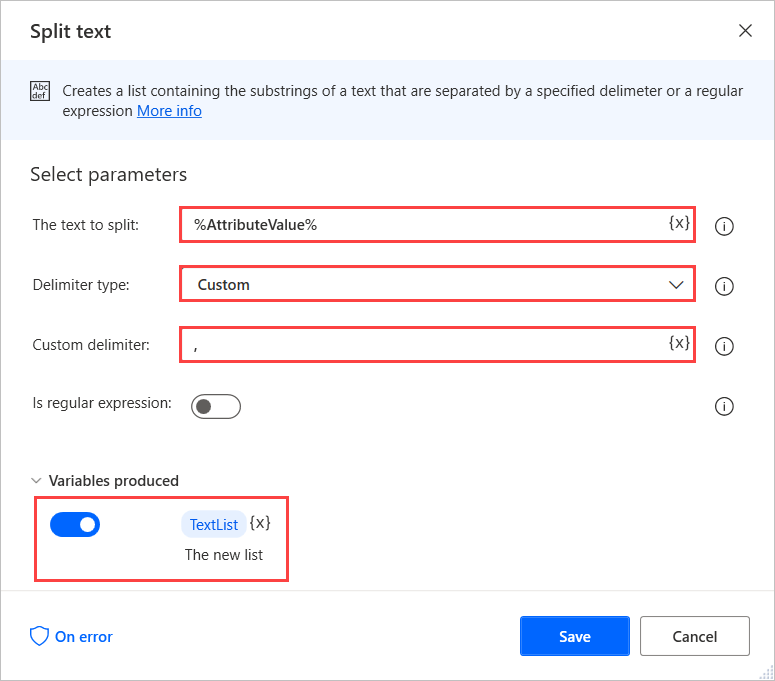 Split text
Abc
def
Creates a list containing the substrings of a text that are separated by a specified delimeter or a regular
expression More info
Select parameters
The text to split: %AttributeValue% {x}
Delimiter type: Custom
Custom delimiter: , {x}
Is regular expression:
Variables produced
TextList {x}
The new list
On error Save Cancel